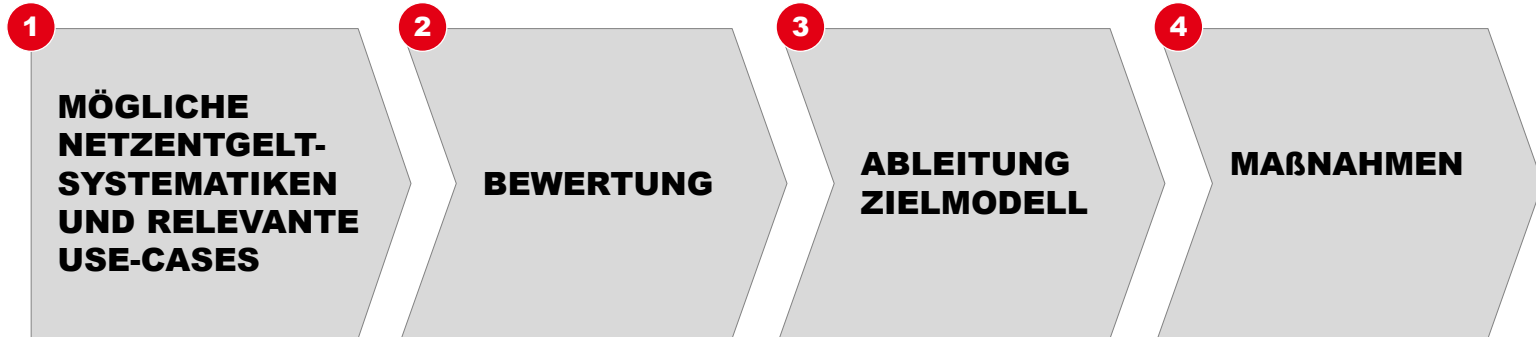 1
MÖGLICHE
NETZENTGELT-
SYSTEMATIKEN
UND RELEVANTE
USE-CASES
2
BEWERTUNG
3
ABLEITUNG
ZIELMODELL
4
MAßNAHMEN